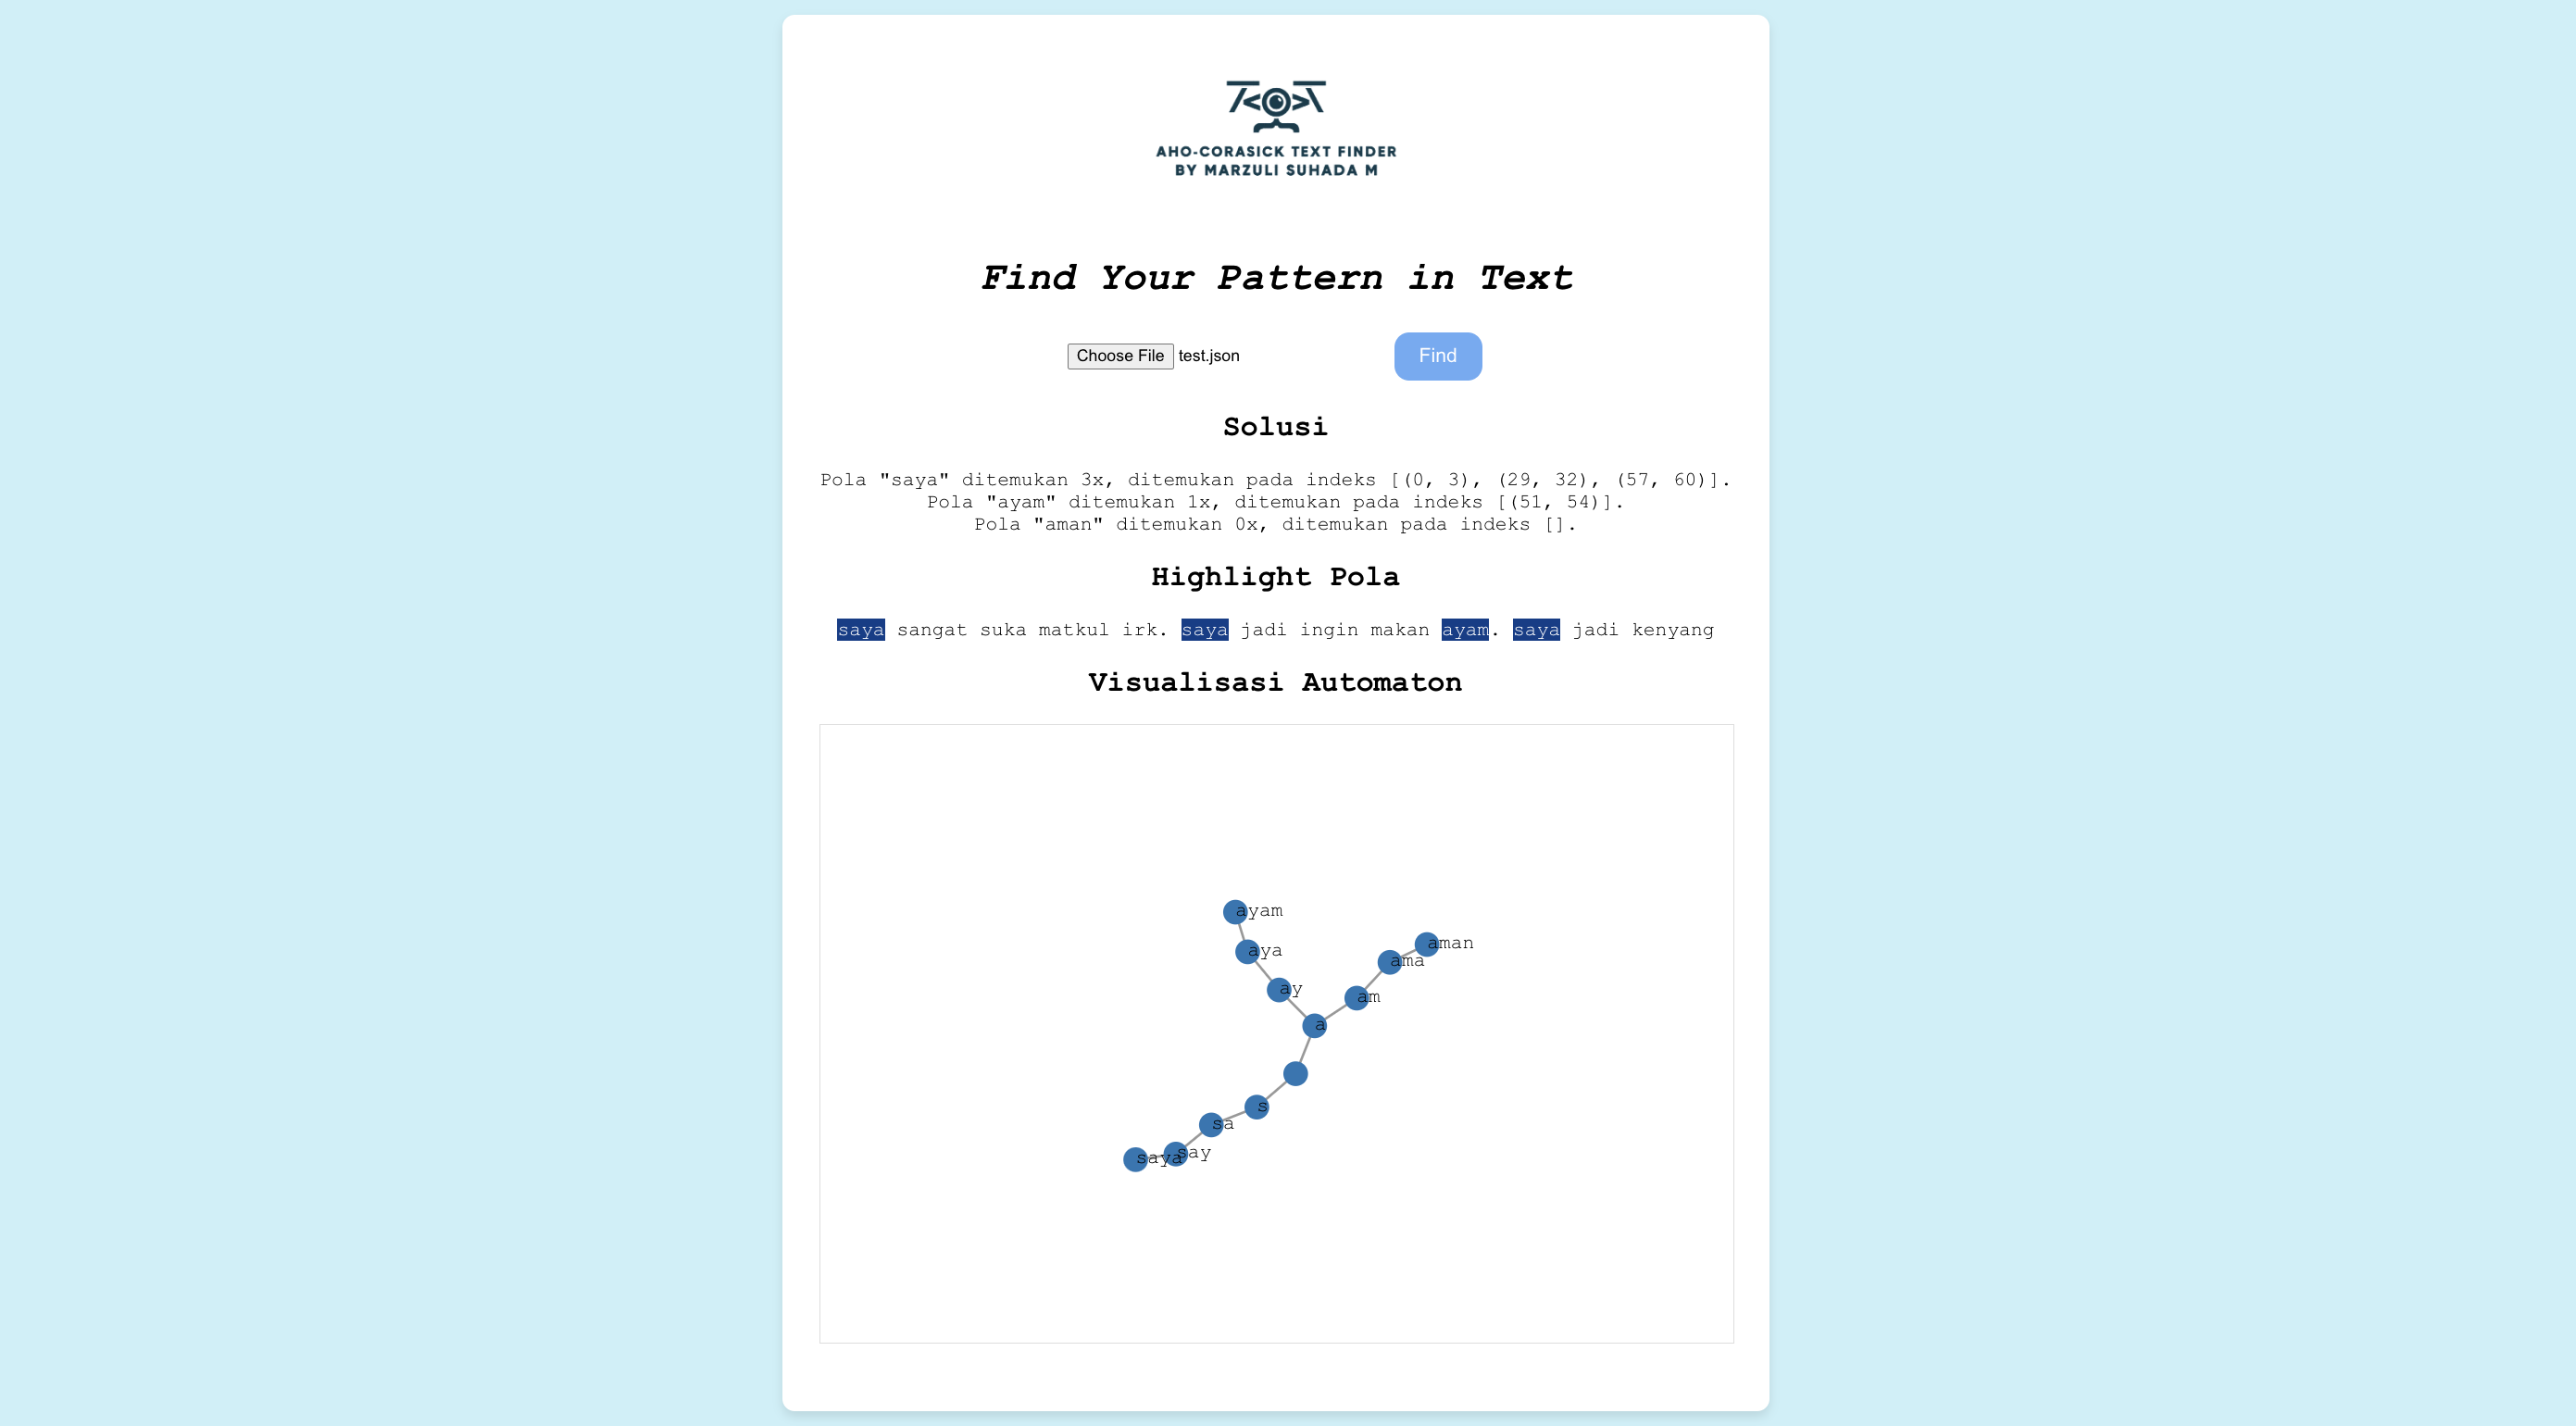 AHO-CORASICK TEXT FINDER
BY MARZULI SUHADA M
Find Your Pattern in Text
Choose File test.json Find
Solusi
Pola "saya" ditemukan 3x, ditemukan pada indeks [(0, 3), (29, 32), (57, 60)].
Pola "ayam" ditemukan 1x, ditemukan pada indeks [(51, 54)].
Pola "aman" ditemukan 0x, ditemukan pada indeks [].
Highlight Pola
saya sangat suka matkul irk. saya jadi ingin makan ayam. saya jadi kenyang
Visualisasi Automaton
ayam
aman
aya
ama
ay
am
a
s
sa
say
saya